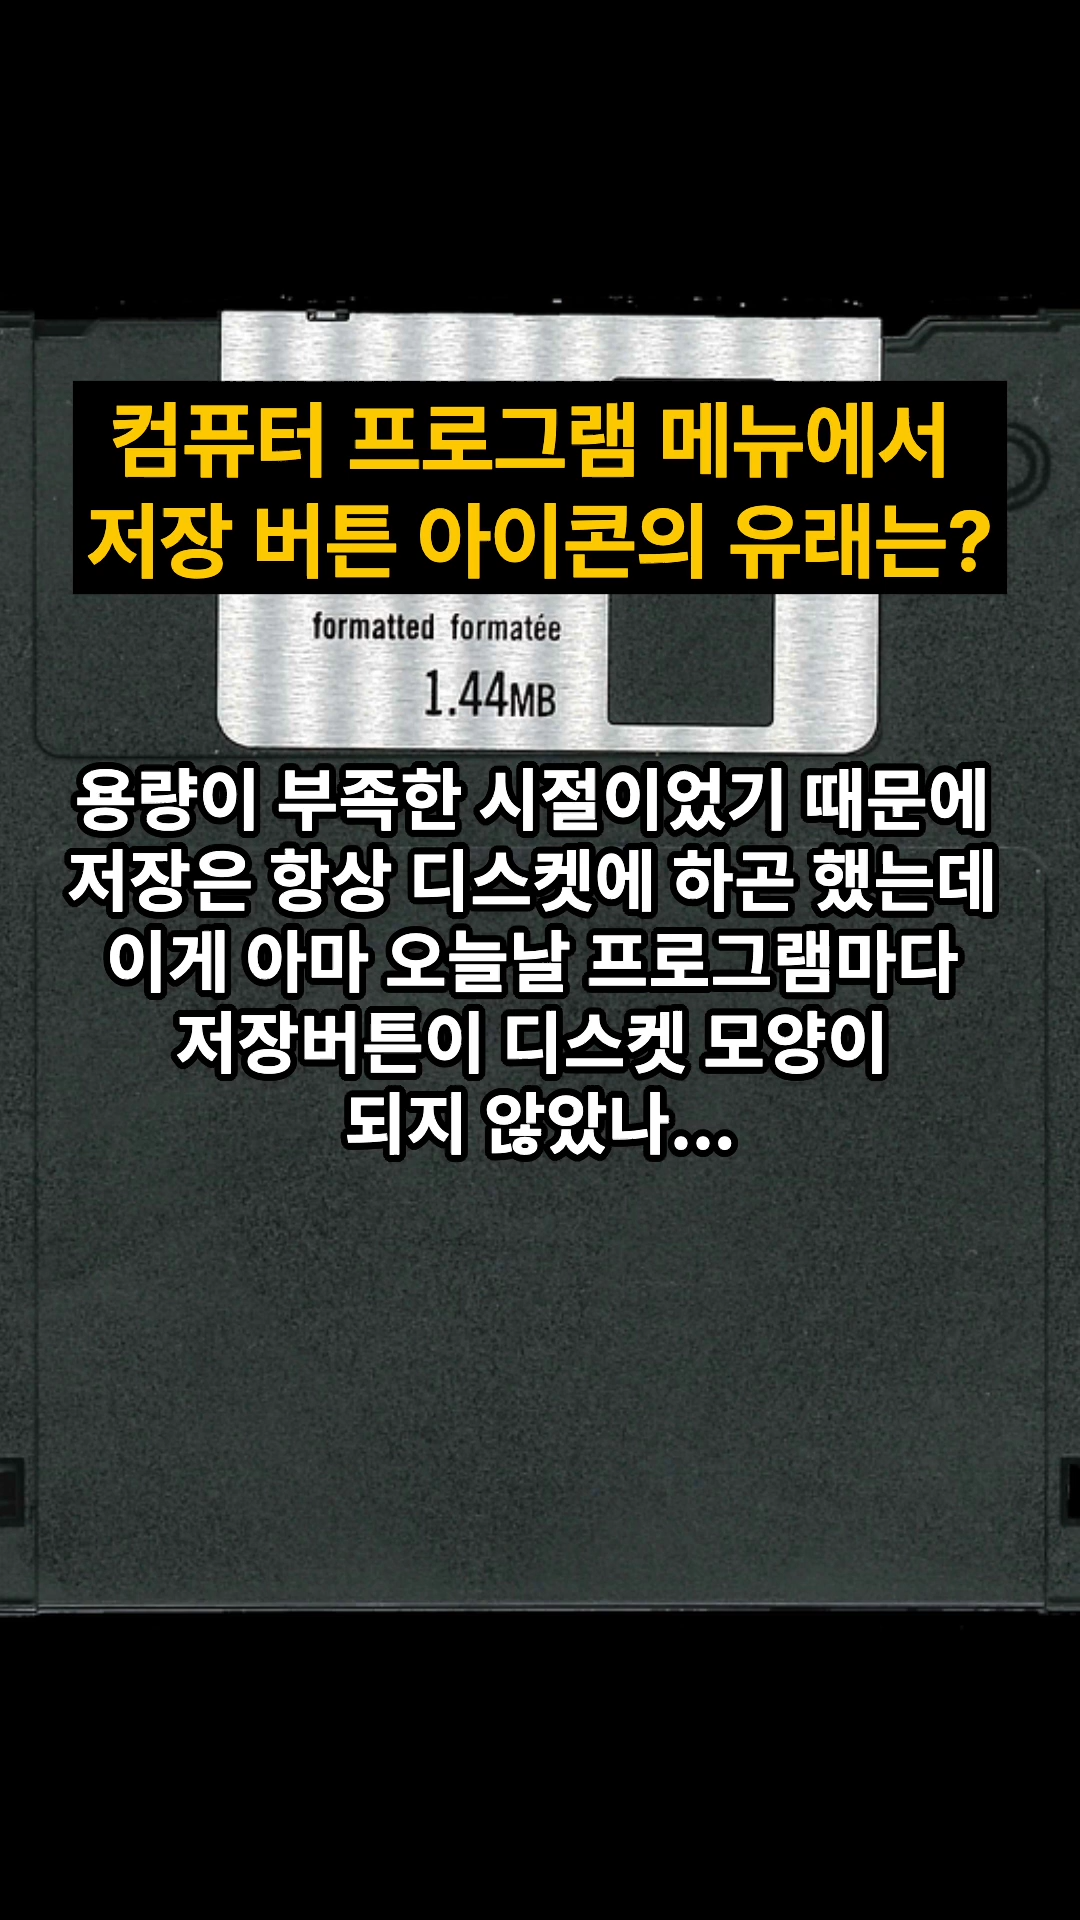 컴퓨터 프로그램 메뉴에서
저장 버튼 아이콘의 유래는?
formatted formatée
1.44MB
용량이 부족한 시절이었기 때문에
저장은 항상 디스켓에 하곤 했는데
이게 아마 오늘날 프로그램마다
저장버튼이 디스켓 모양이
되지 않았나...